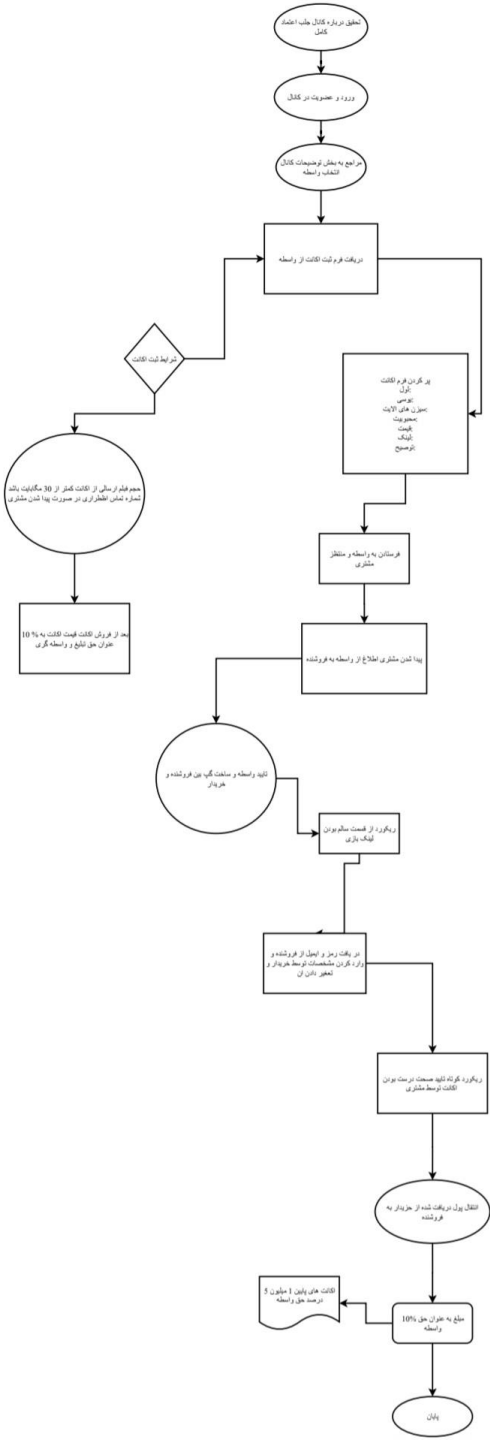 تحقیق درباره کانال جلب اعتماد
کامل
ورود و عضویت در کانال
مراجع به بخش توضیحات کانال
انتخاب واسطه
دریافت فرم ثبت اکانت از واسطه
شرایط ثبت اکانت
پر کردن فرم اکانت
:لول
:یوسی
:سیزن های الایت
:محبوبیت
:قیمت
:لینک
:توضیح
حجم فیلم ارسالی از اکانت کمتر از 30 مگابایت باشد
شماره تماس اظطراری در صورت پیدا شدن مشتری
فرستادن به واسطه و منتظز
مشتری
بعد از فروش اکانت قیمت اکانت به % 10
عنوان حق تبلیغ و واسطه گری
پیدا شدن مشتری اطلاغ از واسطه به فروشنده
تایید واسطه و ساخت گپ بین فروشنده و
خریدار
ریکورد از قسمت سالم بودن
لینک بازی
در یافت رمز و ایمیل از فروشنده و
وارد کردن مشخصات توسط خریدار و
تعغیر دادن ان
ریکورد کوتاه تایید صحت درست بودن
اکانت توسط مشتری
انتقال پول دریافت شده از خزیدار به
فروشنده
اکانت های پایین 1 میلیون 5
درصد حق واسطه
مبلغ به عنوان حق %10
واسطه
پایان